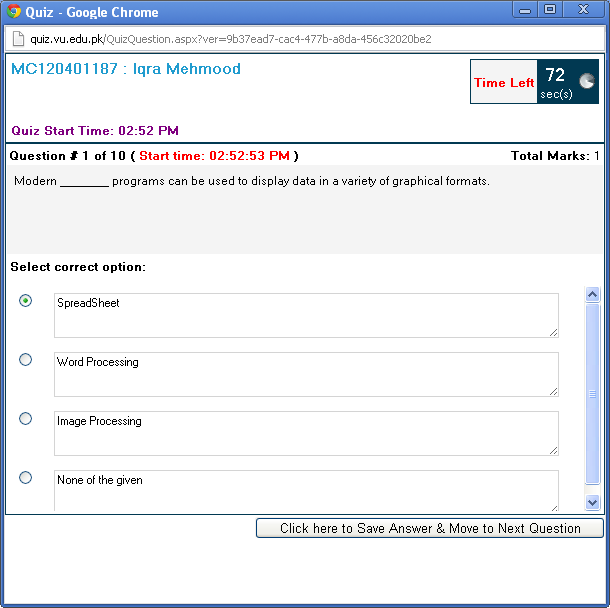 Quiz - Google Chrome
quiz.vu.edu.pk/QuizQuestion.aspx?ver=9b37ead7-cac4-477b-a8da-456c32020be2
MC120401187 : Iqra Mehmood
Time Left 72
sec(s)
Quiz Start Time: 02:52 PM
Question # 1 of 10 ( Start time: 02:52:53 PM ) Total Marks: 1
Modern ________ programs can be used to display data in a variety of graphical formats.
Select correct option:
SpreadSheet
Word Processing
Image Processing
None of the given
Click here to Save Answer & Move to Next Question